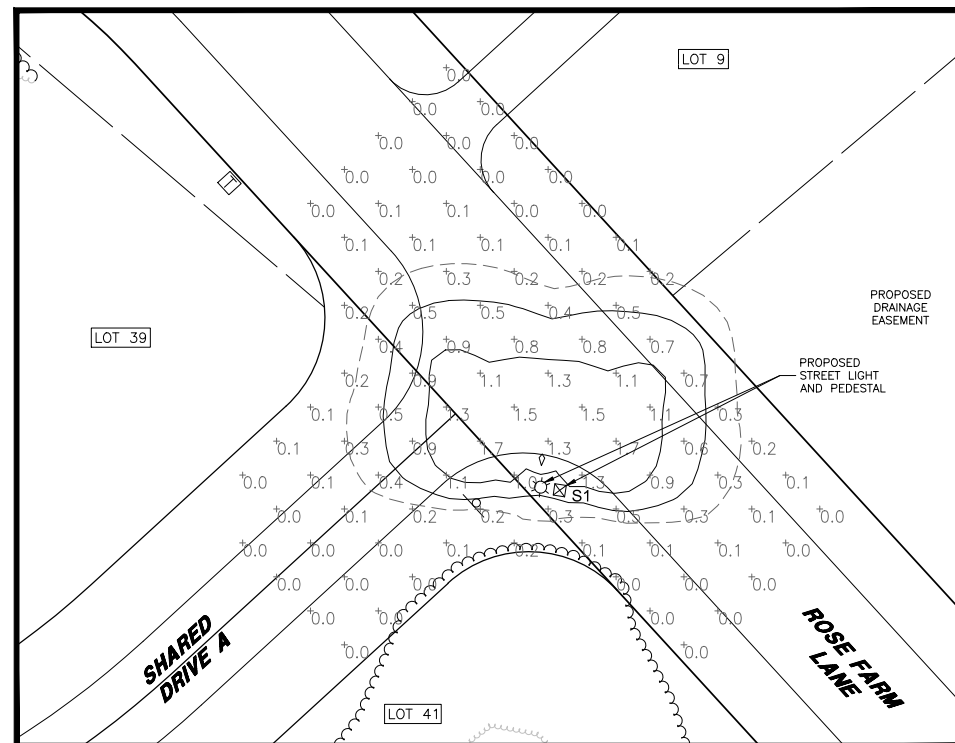 LOT 9
0.0
0.0 0.0
0.0 0.0 0.0
0.0 0.0 0.0 0.0
T
0.0 0.1 0.1 0.0 0.0
0.1 0.1 0.1 0.1 0.1
0.2 0.3 0.2 0.2 0.2
0.2 0.5 0.5 0.4 0.5
PROPOSED
DRAINAGE
EASEMENT
LOT 39
0.4 0.9 0.8 0.8 0.7
0.2 0.9 1.1 1.3 1.1 0.7
PROPOSED
STREET LIGHT
AND PEDESTAL
0.1 0.5 1.3 1.5 1.5 1.1 0.3
0.1 0.3 0.9 1.7 1.3 1.7 0.6 0.2
0.0 0.4 1.1 1.0 1.3 0.9 0.3 0.1
S1
0.0 0.1 0.2 0.2 0.3 0.5 0.3 0.1 0.0
0.0 0.0 0.0 0.1 0.2 0.1 0.1 0.1 0.0
0.0 0.0 0.0 0.0 0.0 0.0
0.0 0.0 0.0 0.0
0.0 0.0
SHARED
DRIVE A
ROSE FARM
LANE
LOT 41